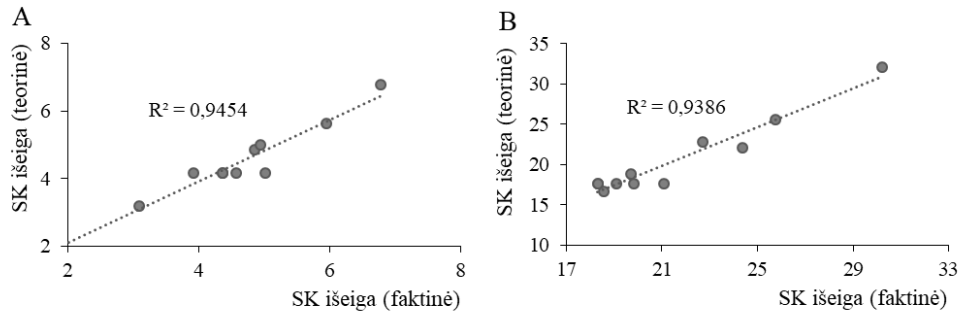 A
SK išeiga (teorinė)
8
6
4
2
R² = 0,9454
2
4
6
8
SK išeiga (faktinė)
B
SK išeiga (teorinė)
35
30
25
20
15
10
R² = 0,9386
17
21
25
29
33
SK išeiga (faktinė)